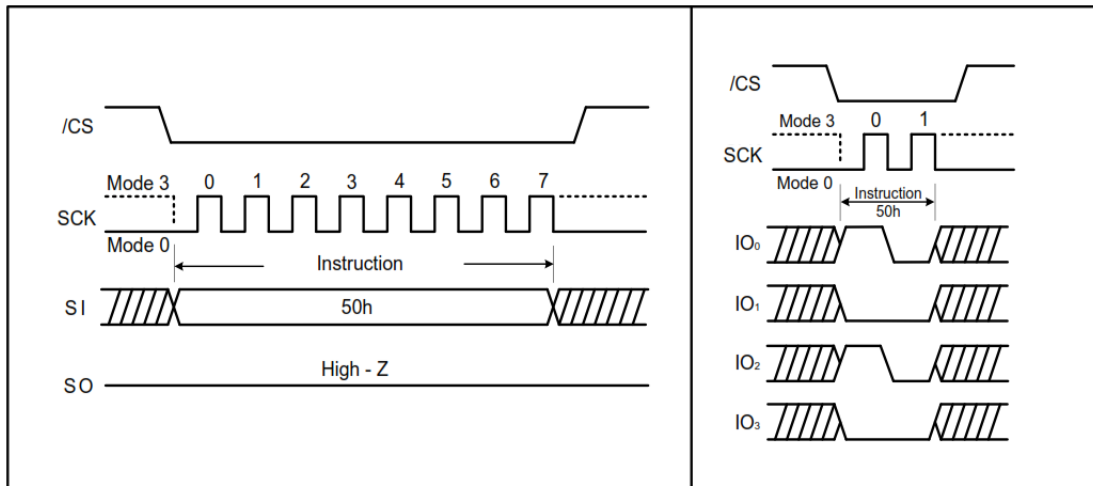 /CS
Mode 3 0 1 2 3 4 5 6 7
SCK
Mode 0
Instruction
SI 50h
High - Z
SO
/CS
Mode 3 0 1
SCK
Mode 0
Instruction
50h
IO₀
IO₁
IO₂
IO₃